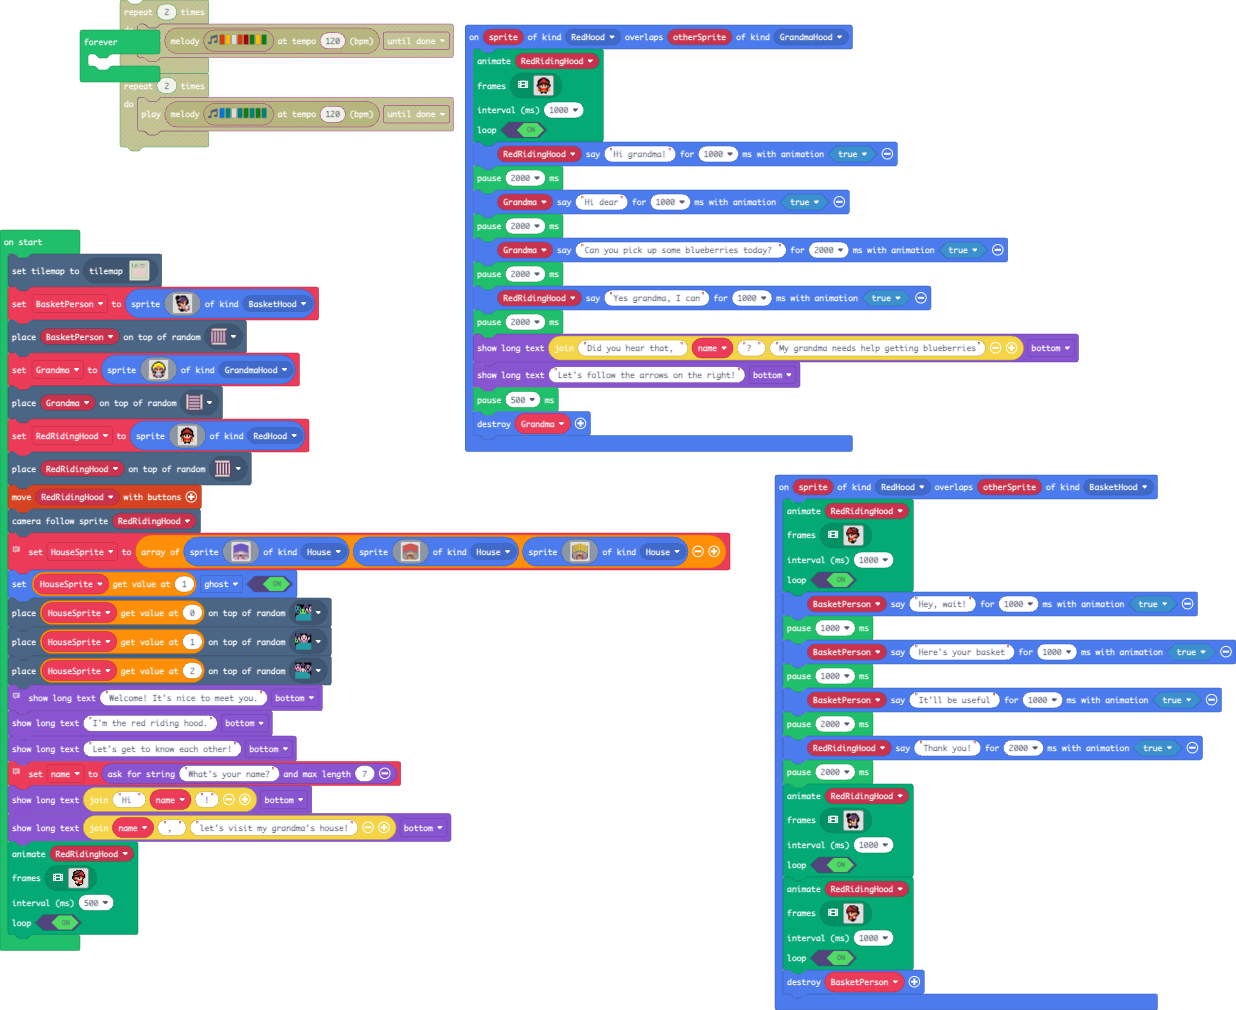 repeat 2 times
forever
melody at tempo 120 (bpm) until done
repeat 2 times
do
play melody at tempo 120 (bpm) until done
on start
set tilemap to tilemap
set BasketPerson to sprite of kind BasketHood
place BasketPerson on top of random
set Grandma to sprite of kind GrandmaHood
place Grandma on top of random
set RedRidingHood to sprite of kind RedHood
place RedRidingHood on top of random
move RedRidingHood with buttons
camera follow sprite RedRidingHood
set HouseSprite to array of sprite of kind House sprite of kind House sprite of kind House
set HouseSprite get value at 1 ghost ON
place HouseSprite get value at 0 on top of random
place HouseSprite get value at 1 on top of random
place HouseSprite get value at 2 on top of random
show long text "Welcome! It's nice to meet you." bottom
show long text "I'm the red riding hood." bottom
show long text "Let's get to know each other!" bottom
set name to ask for string "What's your name?" and max length 7
show long text join "Hi " name "!" bottom
show long text join name ", " "let's visit my grandma's house!" bottom
animate RedRidingHood
frames
interval (ms) 500
loop ON
on sprite of kind RedHood overlaps otherSprite of kind GrandmaHood
animate RedRidingHood
frames
interval (ms) 1000
loop ON
RedRidingHood say "Hi grandma!" for 1000 ms with animation true
pause 2000 ms
Grandma say "Hi dear" for 1000 ms with animation true
pause 2000 ms
Grandma say "Can you pick up some blueberries today? " for 2000 ms with animation true
pause 2000 ms
RedRidingHood say "Yes grandma, I can" for 1000 ms with animation true
pause 2000 ms
show long text join "Did you hear that, " name "? " "My grandma needs help getting blueberries" bottom
show long text "Let's follow the arrows on the right!" bottom
pause 500 ms
destroy Grandma
on sprite of kind RedHood overlaps otherSprite of kind BasketHood
animate RedRidingHood
frames
interval (ms) 1000
loop ON
BasketPerson say "Hey, wait!" for 1000 ms with animation true
pause 1000 ms
BasketPerson say "Here's your basket" for 1000 ms with animation true
pause 1000 ms
BasketPerson say "It'll be useful " for 1000 ms with animation true
pause 2000 ms
RedRidingHood say "Thank you!" for 2000 ms with animation true
pause 2000 ms
animate RedRidingHood
frames
interval (ms) 1000
loop ON
animate RedRidingHood
frames
interval (ms) 1000
loop ON
destroy BasketPerson